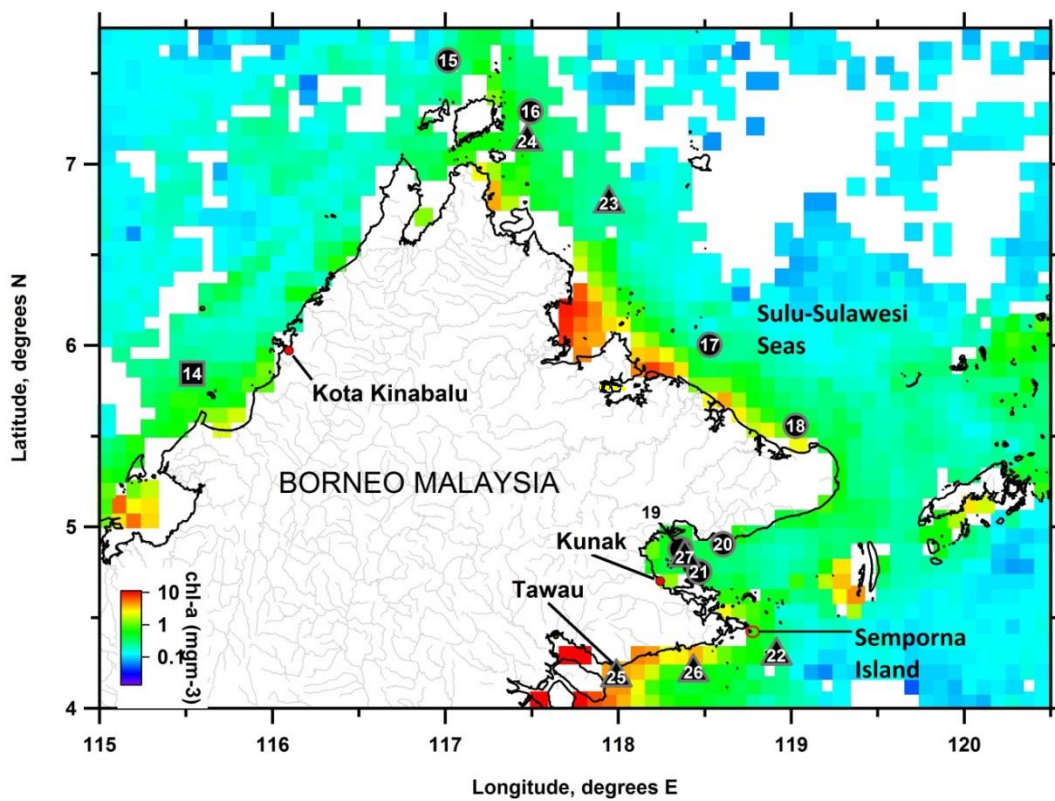 15
16
24
7
23
Sulu-Sulawesi
Seas
17
6
14
Kota Kinabalu
18
Latitude, degrees N
BORNEO MALAYSIA
19
5
20
Kunak
27
21
Tawau
chl-a (mgm-3)
10
1
0.1
Semporna
Island
22
25
26
4
115
116
117
118
119
120
Longitude, degrees E